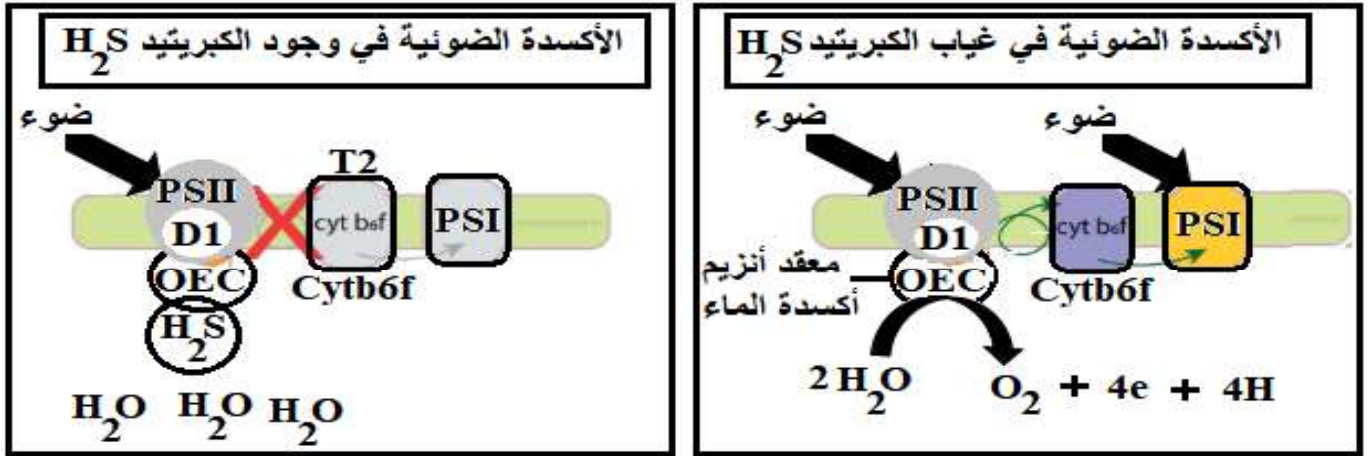 الأكسدة الضوئية في وجود الكبريتيد H2S
ضوء
T2
PSII
D1
cyt b6f
PSI
OEC
Cytb6f
H2S
H2O H2O H2O
الأكسدة الضوئية في غياب الكبريتيد H2S
ضوء
ضوء
PSII
D1
cyt b6f
PSI
معقد أنزيم
أكسدة الماء
OEC
Cytb6f
2 H2O O2 + 4e + 4H